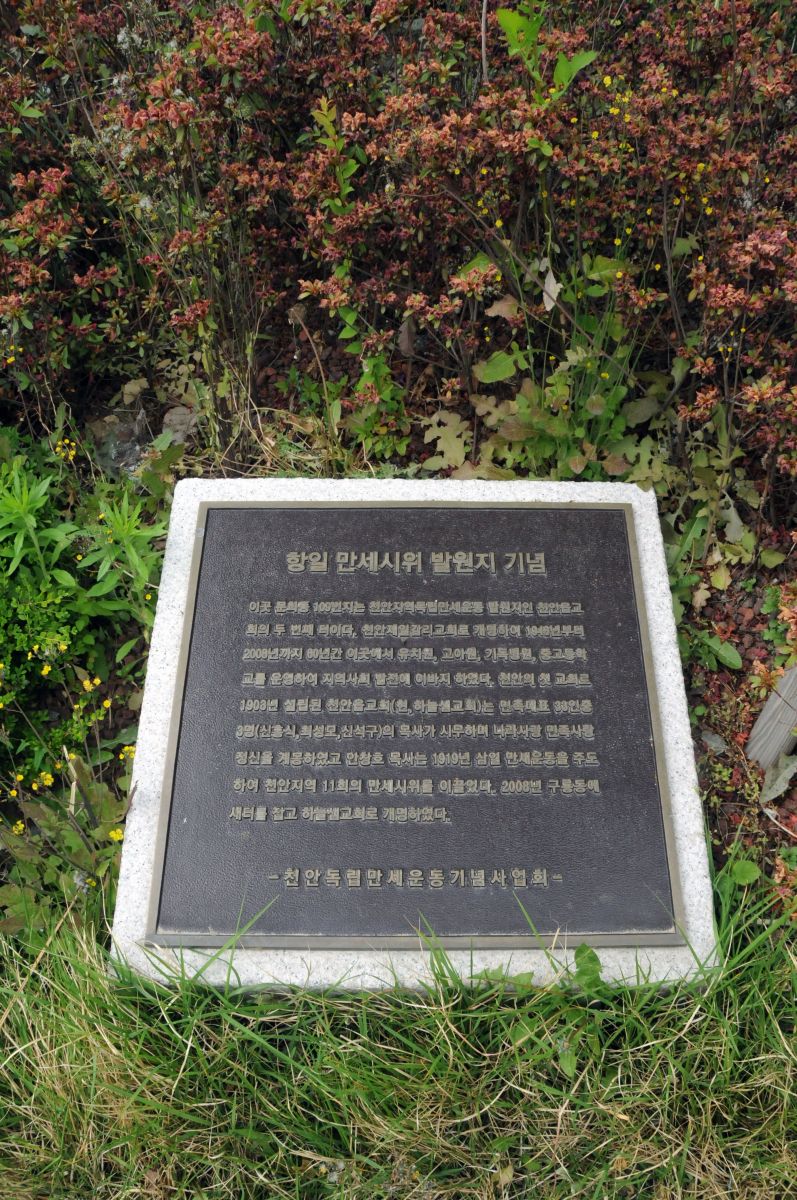 항일 만세시위 발원지 기념
이곳 문화동 109번지는 천안지역독립만세운동 발원지인 천안읍교
회의 두 번째 터이다. 천안제일감리교회로 개명하여 1948년부터
2008년까지 60년간 이곳에서 유치원, 고아원, 기독병원, 중고등학
교를 운영하여 지역사회 발전에 이바지 하였다. 천안의 첫 교회로
1903년 설립된 천안읍교회(현,하늘샘교회)는 민족대표 33인중
3명(신홍식,최성모,신석구)의 목사가 시무하며 나라사랑 민족사랑
정신을 계몽하였고 안창호 목사는 1919년 삼일 만세운동을 주도
하여 천안지역 11회의 만세시위를 이끌었다. 2008년 구룡동에
새터를 잡고 하늘샘교회로 개명하였다.
-천안독립만세운동기념사업회-